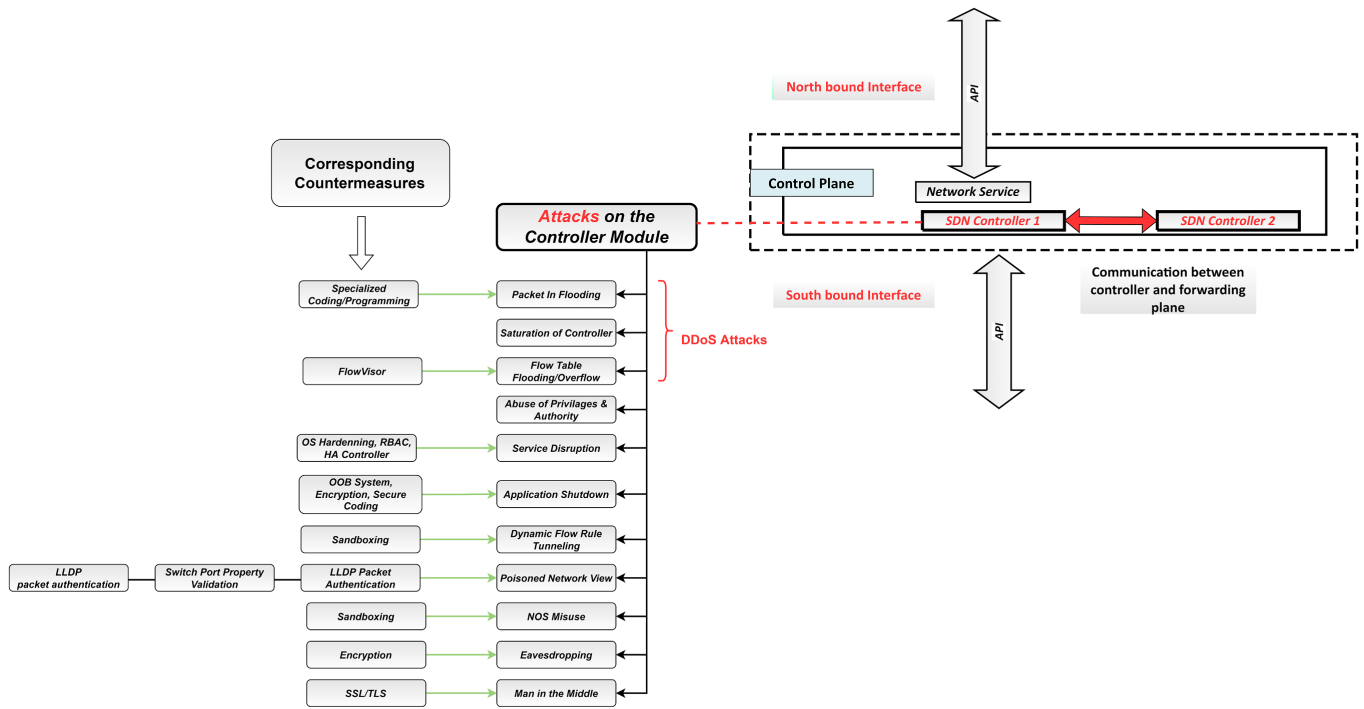 North bound Interface
API
Control Plane
Network Service
SDN Controller 1
SDN Controller 2
South bound Interface
Communication between
controller and forwarding
plane
API
Corresponding
Countermeasures
Attacks on the
Controller Module
Specialized
Coding/Programming
Packet In Flooding
Saturation of Controller
DDoS Attacks
FlowVisor
Flow Table
Flooding/Overflow
Abuse of Privilages &
Authority
OS Hardenning, RBAC,
HA Controller
Service Disruption
OOB System,
Encryption, Secure
Coding
Application Shutdown
Sandboxing
Dynamic Flow Rule
Tunneling
LLDP
packet authentication
Switch Port Property
Validation
LLDP Packet
Authentication
Poisoned Network View
Sandboxing
NOS Misuse
Encryption
Eavesdropping
SSL/TLS
Man in the Middle